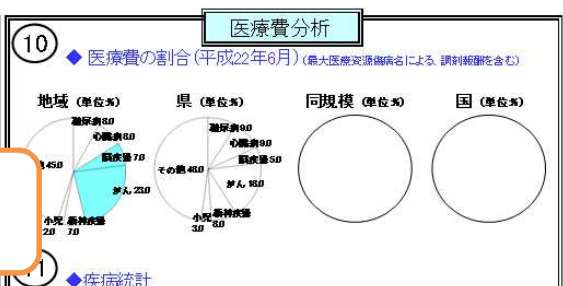 医療費分析
10
◆ 医療費の割合(平成22年6月)(最大医療資源傷病名による、調剤報酬を含む)
地域 (単位%)
県 (単位%)
同規模 (単位%)
国 (単位%)
糖尿病8.0
心臓病8.0
脳疾患7.0
がん 23.0
精神疾患
7.0
小児
2.0
45.0
糖尿病9.0
心臓病9.0
脳疾患5.0
がん 18.0
精神疾患
8.0
小児
3.0
その他48.0
◆疾病統計